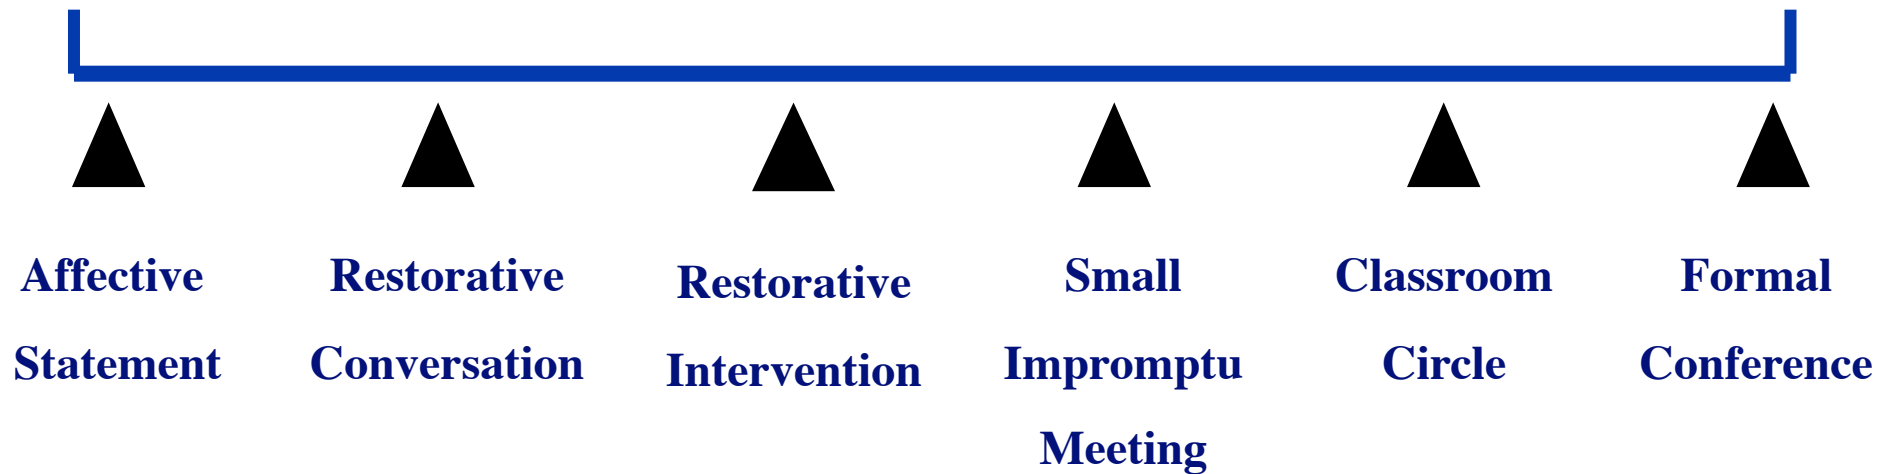 Affective
Statement
Restorative
Conversation
Restorative
Intervention
Small
Impromptu
Meeting
Classroom
Circle
Formal
Conference